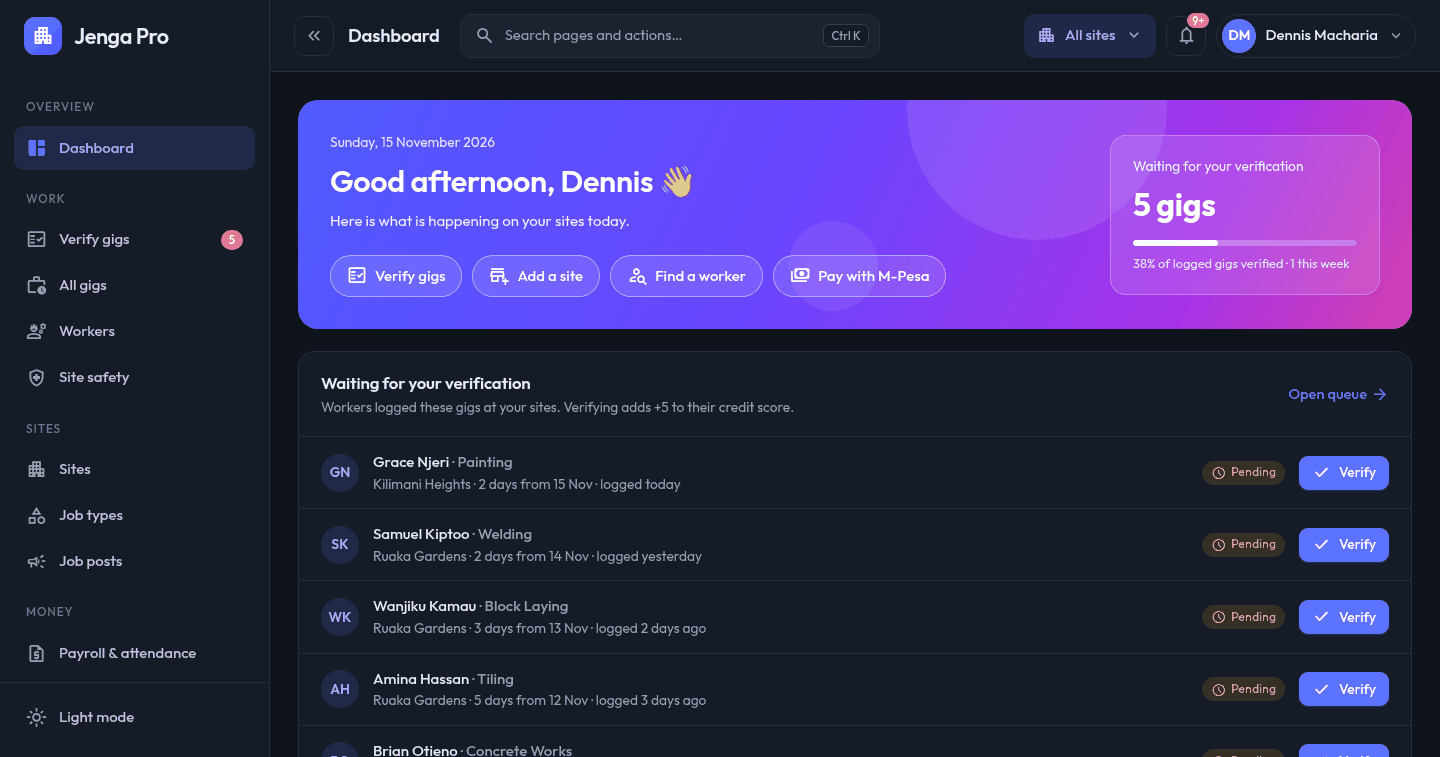 Jenga Pro
OVERVIEW
Dashboard
WORK
Verify gigs 5
All gigs
Workers
Site safety
SITES
Sites
Job types
Job posts
MONEY
Payroll & attendance
Light mode
Dashboard
Search pages and actions...
Ctrl K
All sites
9+
DM Dennis Macharia
Sunday, 15 November 2026
Good afternoon, Dennis 👋
Here is what is happening on your sites today.
Verify gigs Add a site Find a worker Pay with M-Pesa
Waiting for your verification
5 gigs
38% of logged gigs verified · 1 this week
Waiting for your verification
Workers logged these gigs at your sites. Verifying adds +5 to their credit score.
Open queue →
GN Grace Njeri · Painting
Kilimani Heights · 2 days from 15 Nov · logged today
Pending Verify
SK Samuel Kiptoo · Welding
Ruaka Gardens · 2 days from 14 Nov · logged yesterday
Pending Verify
WK Wanjiku Kamau · Block Laying
Ruaka Gardens · 3 days from 13 Nov · logged 2 days ago
Pending Verify
AH Amina Hassan · Tiling
Ruaka Gardens · 5 days from 12 Nov · logged 3 days ago
Pending Verify
Brian Otieno · Concrete Works